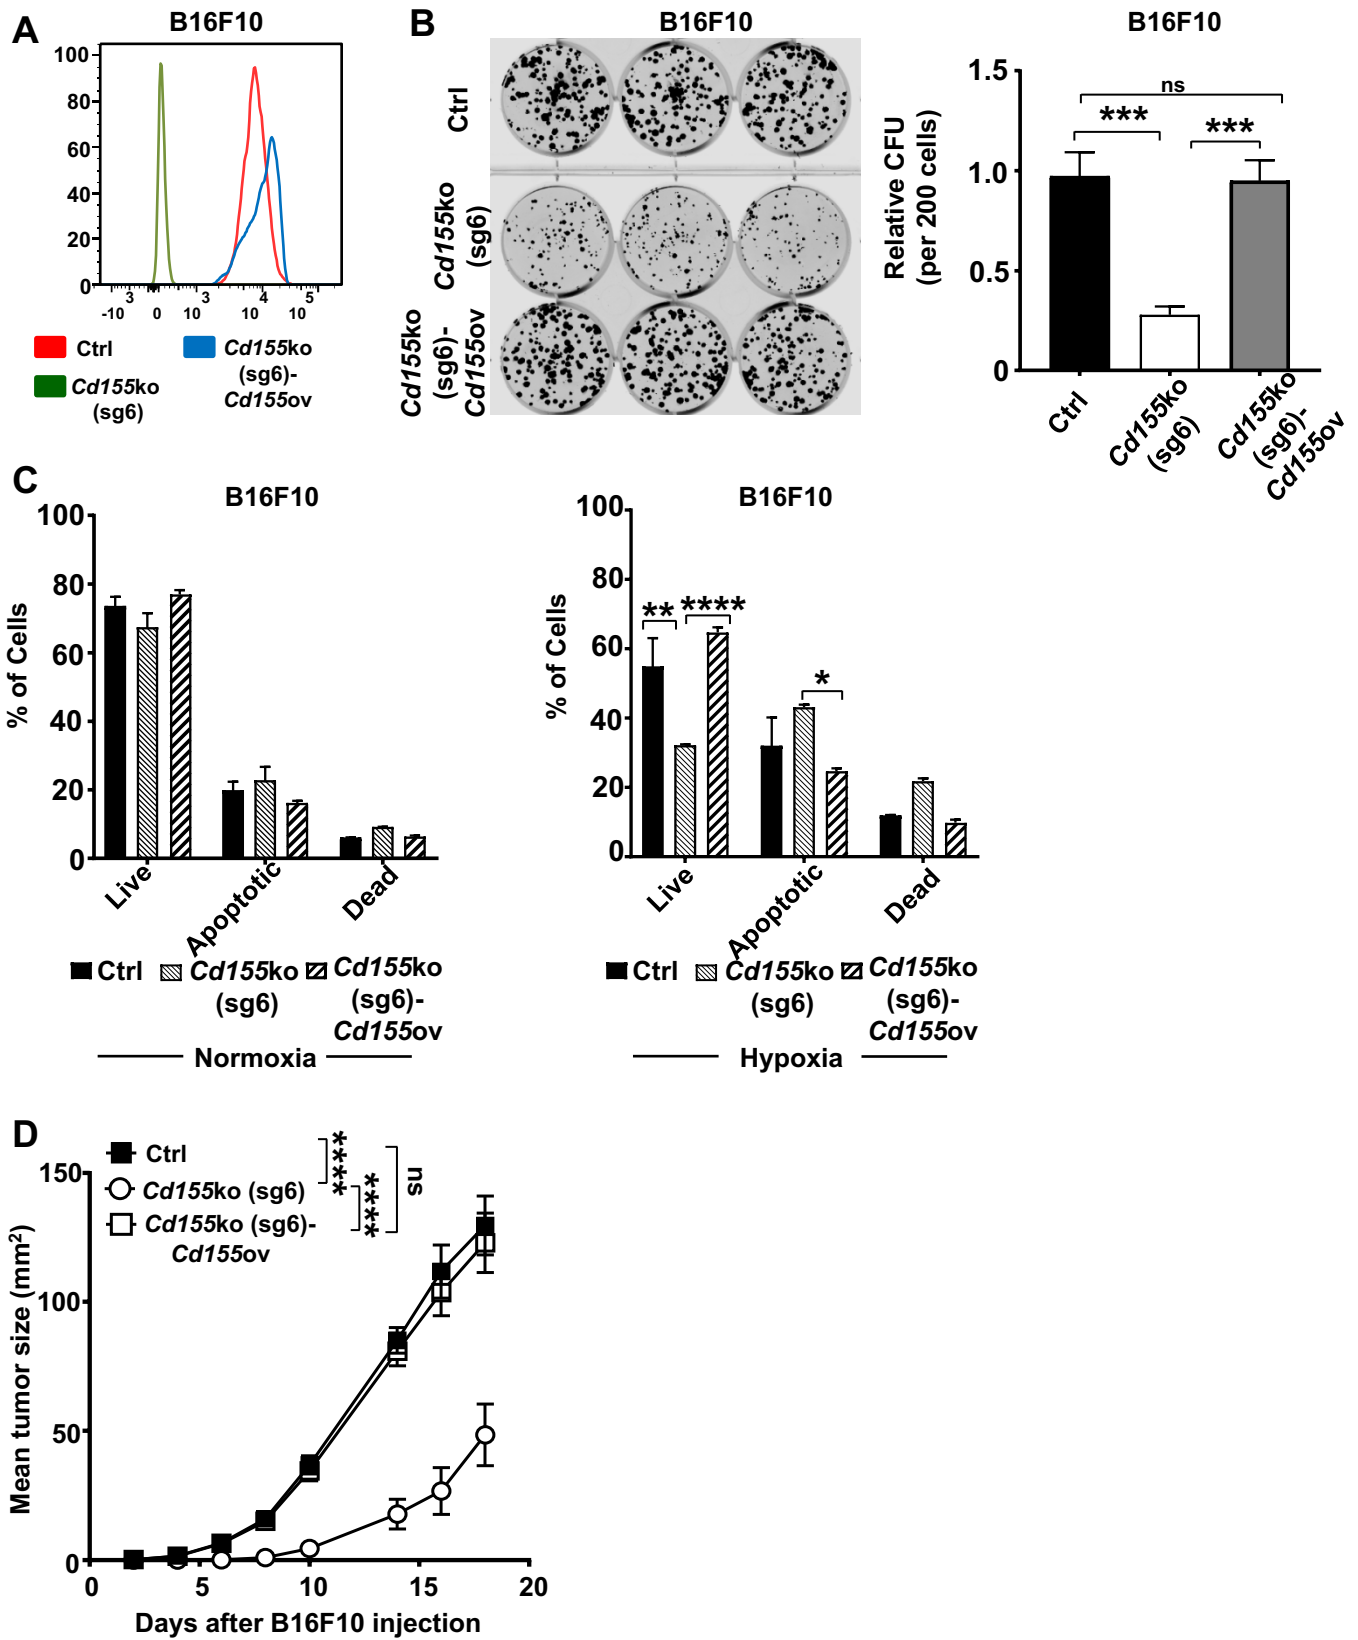 A
B16F10
100
80
60
40
20
0
-10
3
0
10
3
10
4
10
5
Ctrl
Cd155ko
(sg6)
Cd155ko
(sg6)-
Cd155ov
B
B16F10
Ctrl
Cd155ko
(sg6)
Cd155ko
(sg6)-
Cd155ov
B16F10
Relative CFU
(per 200 cells)
1.5
1.0
0.5
0
ns
***
***
Ctrl
Cd155ko
(sg6)
Cd155ko
(sg6)-
Cd155ov
C
B16F10
% of Cells
100
80
60
40
20
0
Live
Apoptotic
Dead
Ctrl
Cd155ko
(sg6)
Cd155ko
(sg6)-
Cd155ov
Normoxia
B16F10
% of Cells
100
80
60
40
20
0
**
****
*
Live
Apoptotic
Dead
Ctrl
Cd155ko
(sg6)
Cd155ko
(sg6)-
Cd155ov
Hypoxia
D
Ctrl
Cd155ko (sg6)
Cd155ko (sg6)-
Cd155ov
****
****
ns
Mean tumor size (mm²)
150
100
50
0
0
5
10
15
20
Days after B16F10 injection